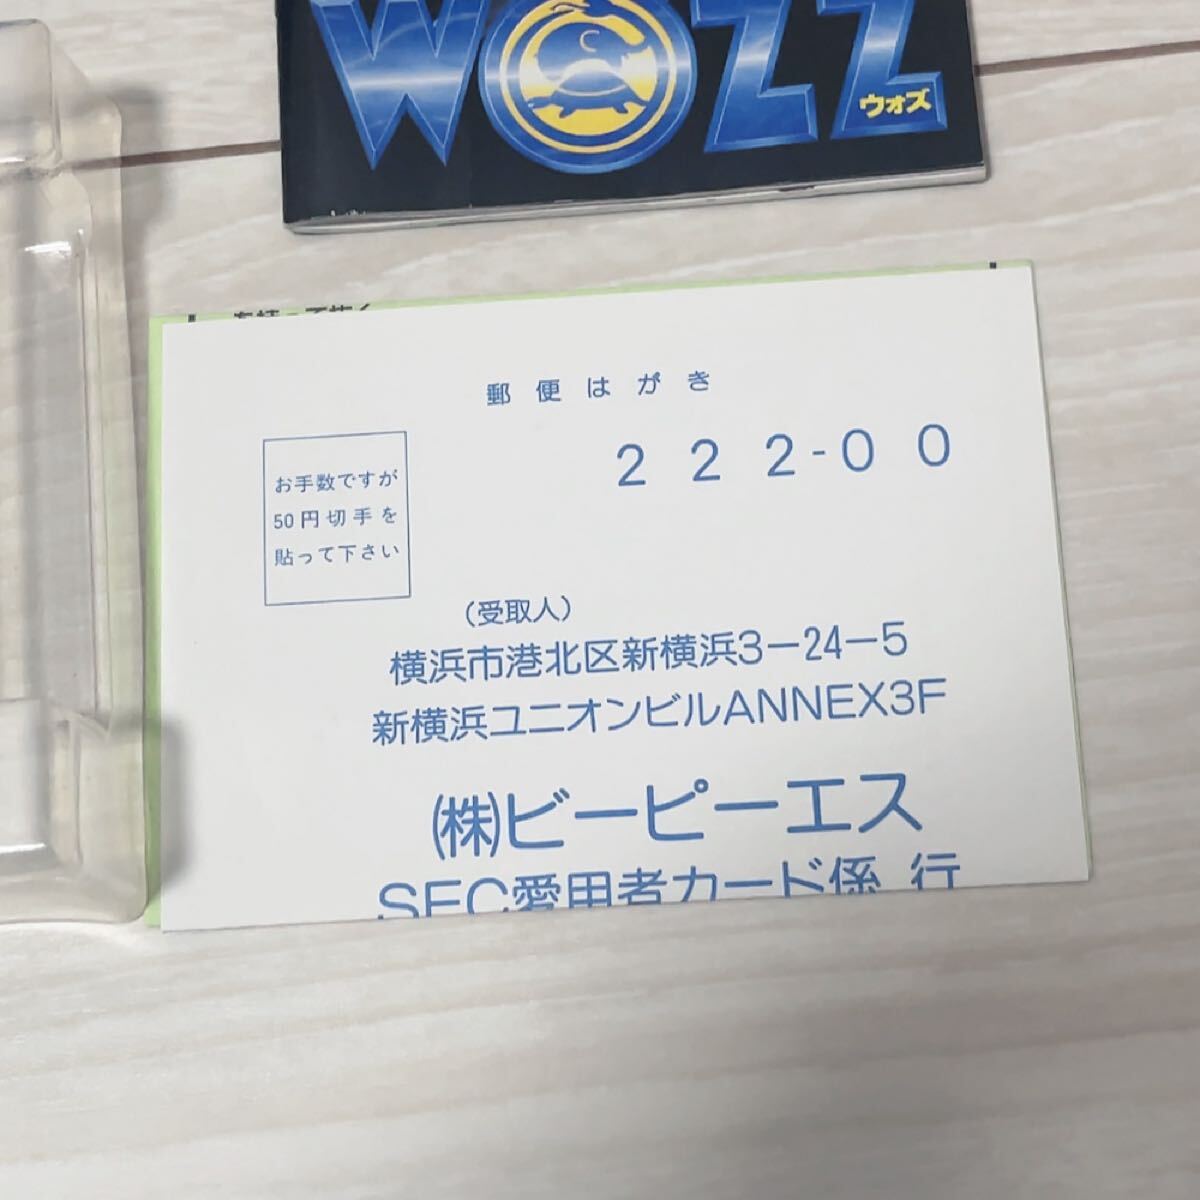 WOZZ
ウォズ
郵便はがき
222-00
お手数ですが
50円切手を
貼って下さい
(受取人)
横浜市港北区新横浜3-24-5
新横浜ユニオンビルANNEX3F
(株)ビーピーエス
SFC愛用者カード係 行